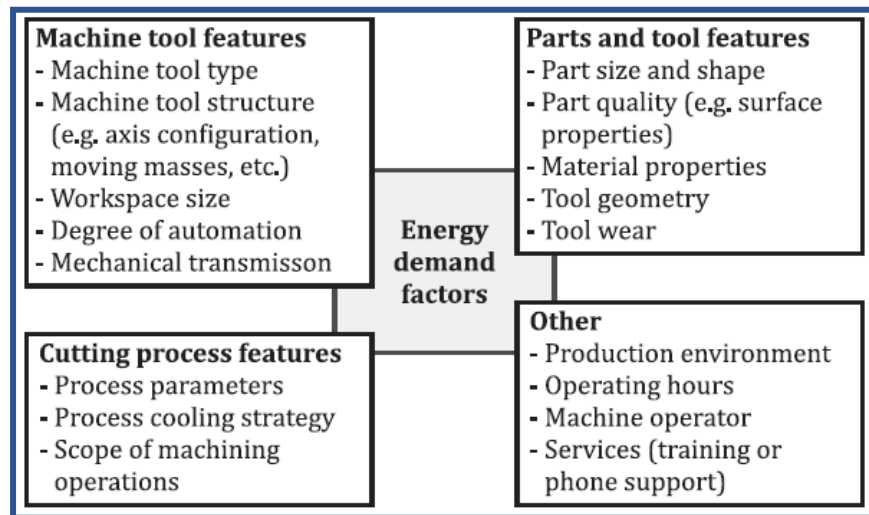 Machine tool features
- Machine tool type
- Machine tool structure
(e.g. axis configuration,
moving masses, etc.)
- Workspace size
- Degree of automation
- Mechanical transmisson
Parts and tool features
- Part size and shape
- Part quality (e.g. surface
properties)
- Material properties
- Tool geometry
- Tool wear
Energy
demand
factors
Cutting process features
- Process parameters
- Process cooling strategy
- Scope of machining
operations
Other
- Production environment
- Operating hours
- Machine operator
- Services (training or
phone support)